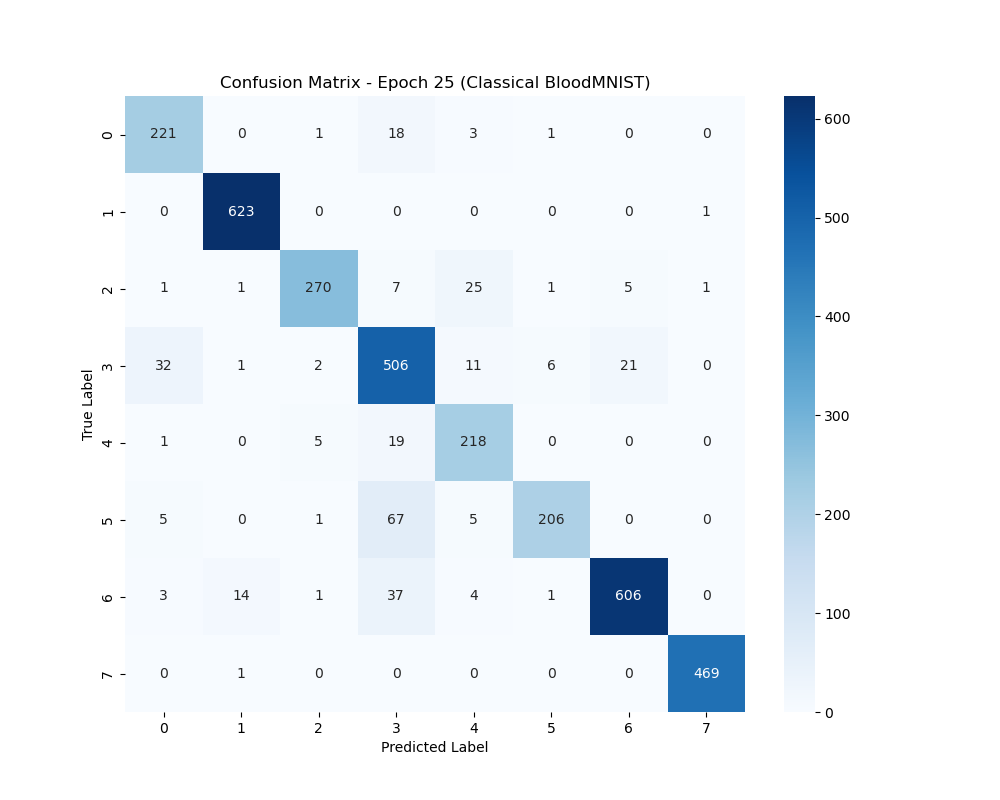 Confusion Matrix - Epoch 25 (Classical BloodMNIST)
0 221 0 1 18 3 1 0 0
1 0 623 0 0 0 0 0 1
2 1 1 270 7 25 1 5 1
3 32 1 2 506 11 6 21 0
4 1 0 5 19 218 0 0 0
5 5 0 1 67 5 206 0 0
6 3 14 1 37 4 1 606 0
7 0 1 0 0 0 0 0 469
0 1 2 3 4 5 6 7
True Label
Predicted Label
600
500
400
300
200
100
0